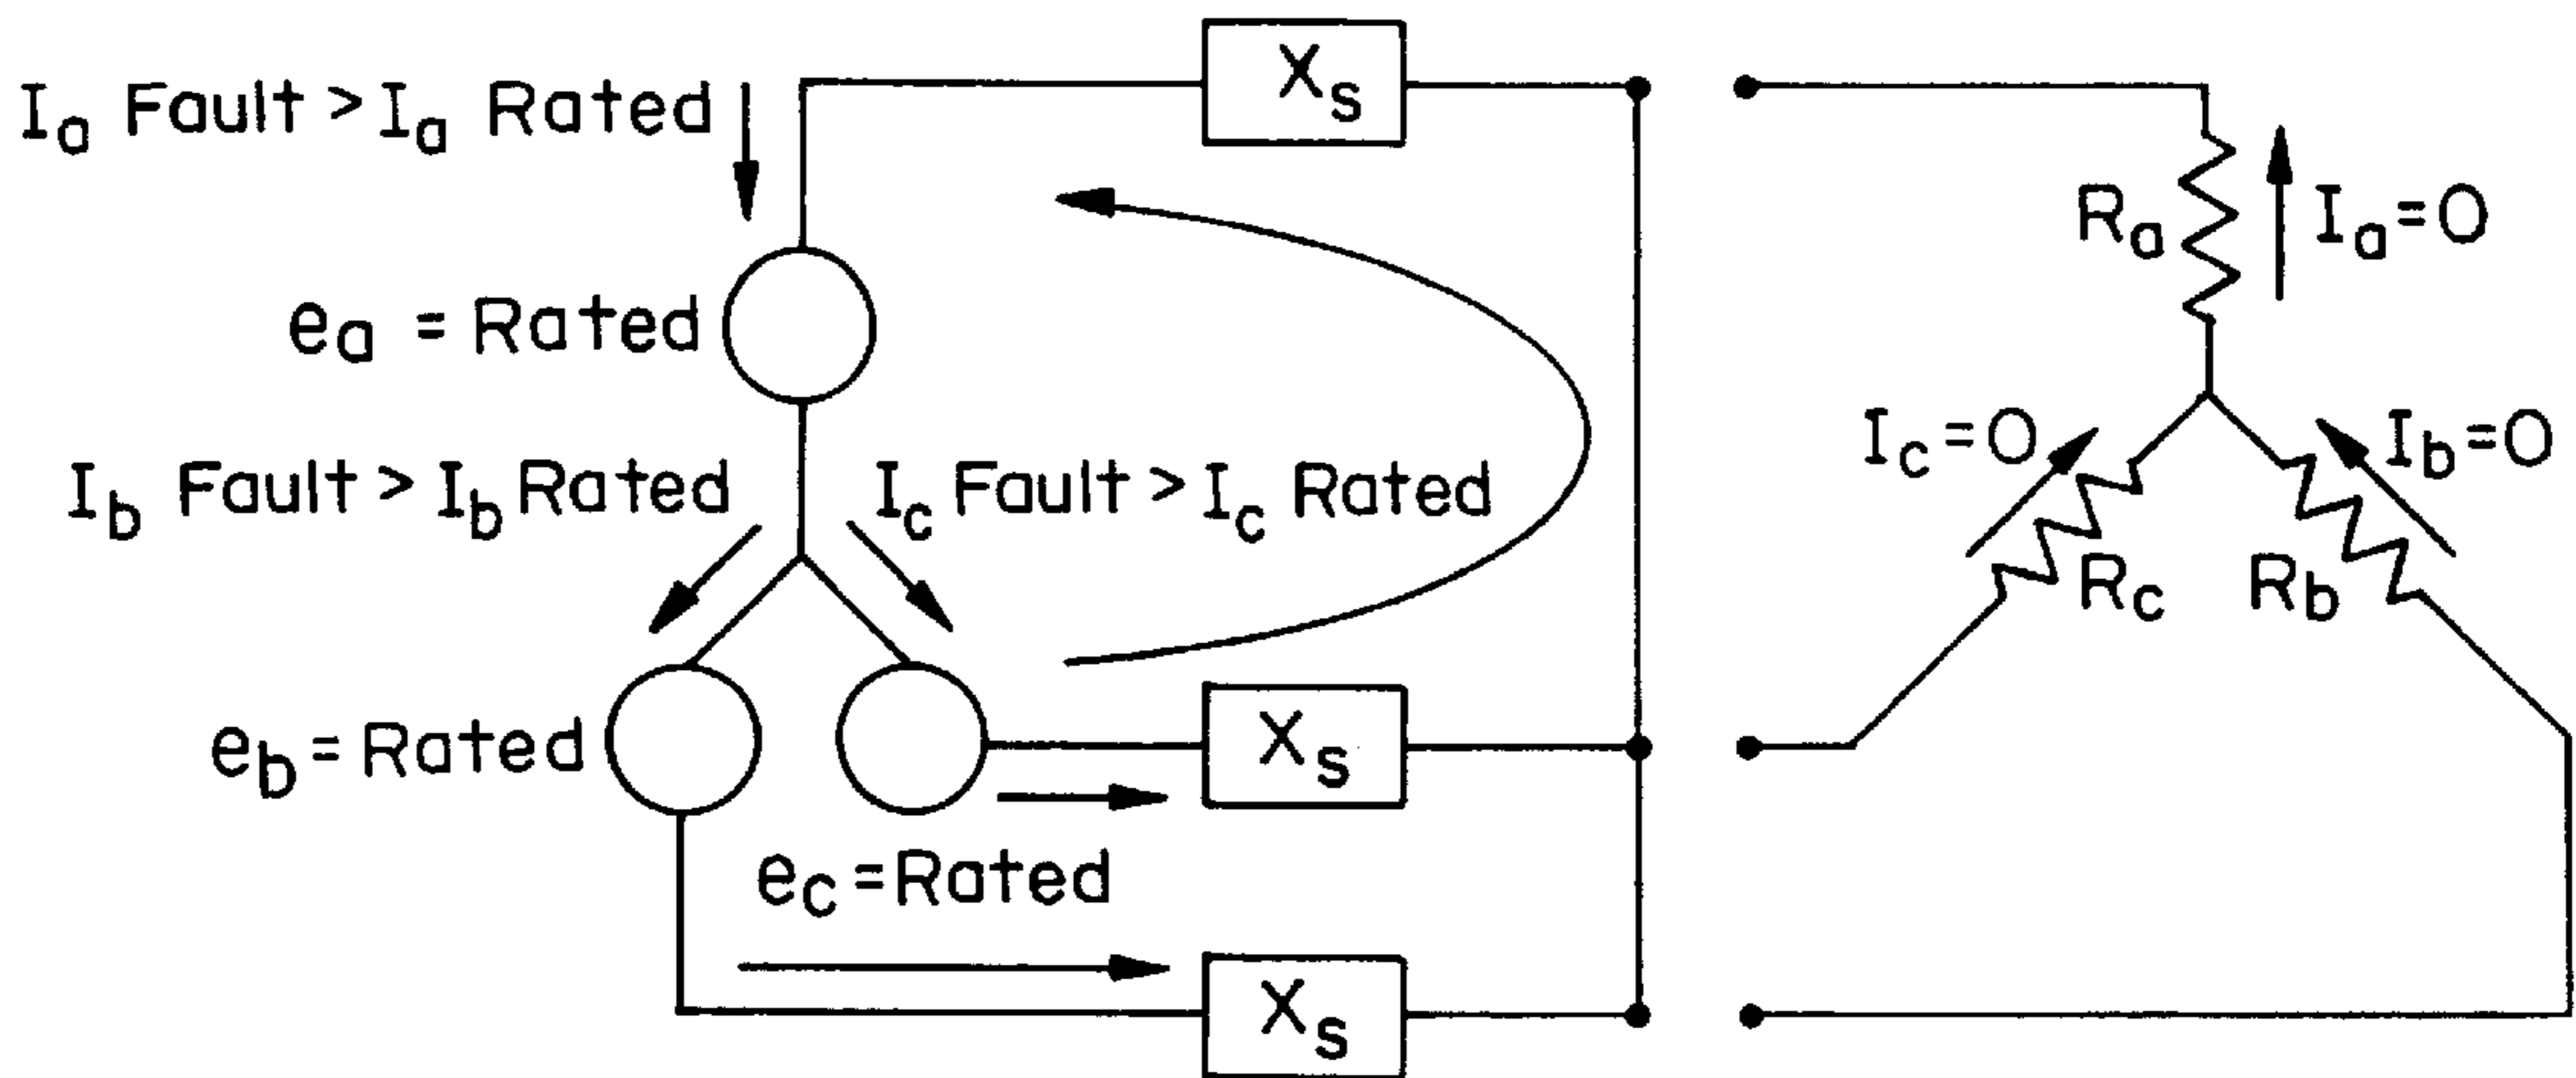 Xs
Ia Fault > Ia Rated
Ra
Ia=0
ea = Rated
Ic=0
Ib=0
Ib Fault > Ib Rated
Ic Fault > Ic Rated
Rc
Rb
eb = Rated
Xs
ec = Rated
Xs